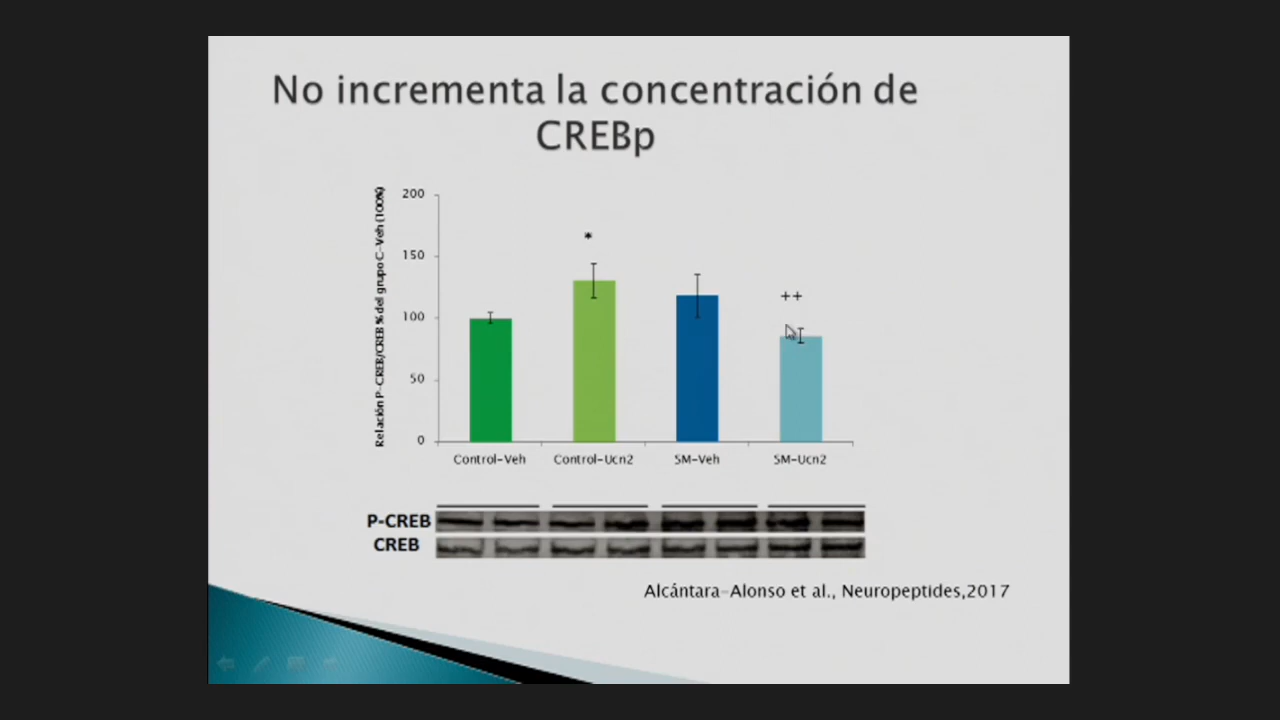 No incrementa la concentración de
CREBp
Relación P-CREB/CREB % del grupo C-Veh (100%)
200
150
100
50
0
*
++
Control-Veh
Control-Ucn2
SM-Veh
SM-Ucn2
P-CREB
CREB
Alcántara-Alonso et al., Neuropeptides,2017